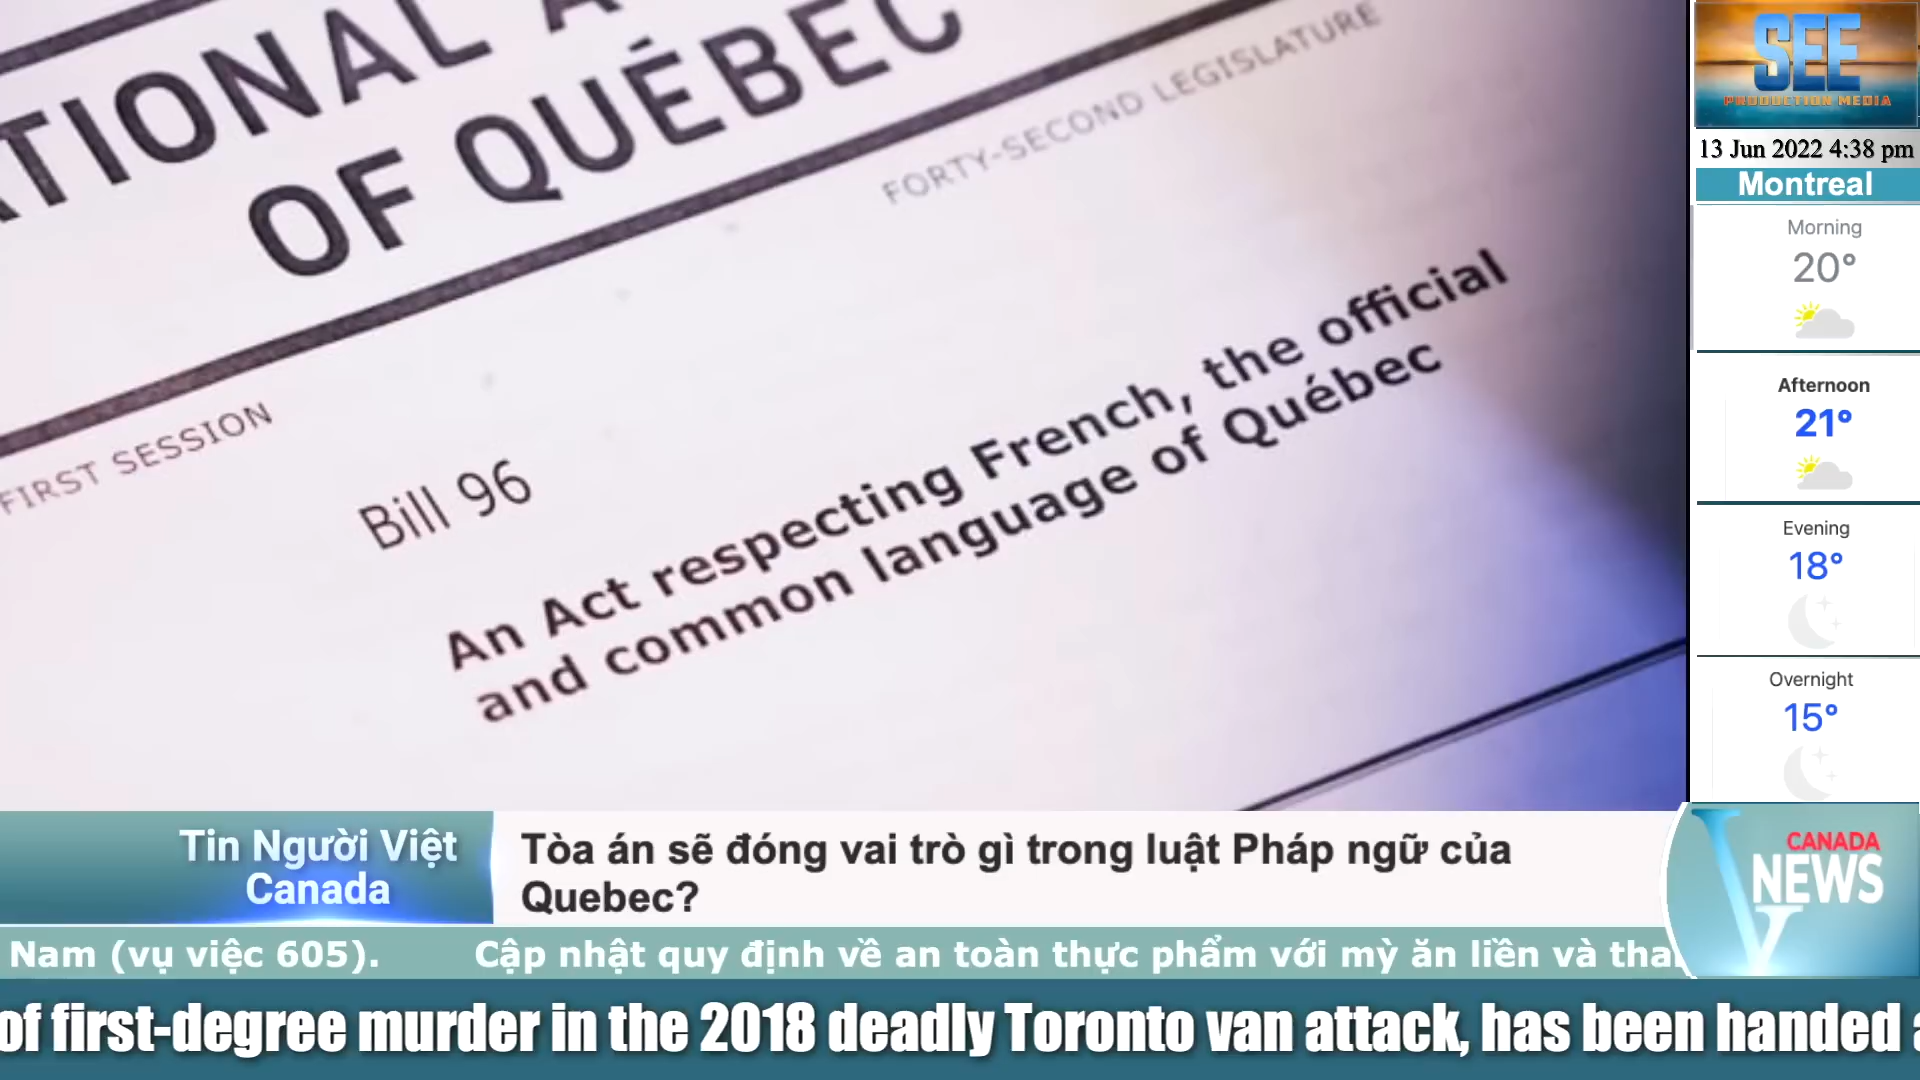 TIONAL A
OF QUÉBEC
FIRST SESSION
FORTY-SECOND LEGISLATURE
Bill 96
An Act respecting French, the official
and common language of Québec
SEE
PRODUCTION MEDIA
13 Jun 2022 4:38 pm
Montreal
Morning
20°
Afternoon
21°
Evening
18°
Overnight
15°
Tin Người Việt
Canada
Tòa án sẽ đóng vai trò gì trong luật Pháp ngữ của
Quebec?
CANADA
V NEWS
Nam (vụ việc 605). Cập nhật quy định về an toàn thực phẩm với mỳ ăn liền và
of first-degree murder in the 2018 deadly Toronto van attack, has been handed